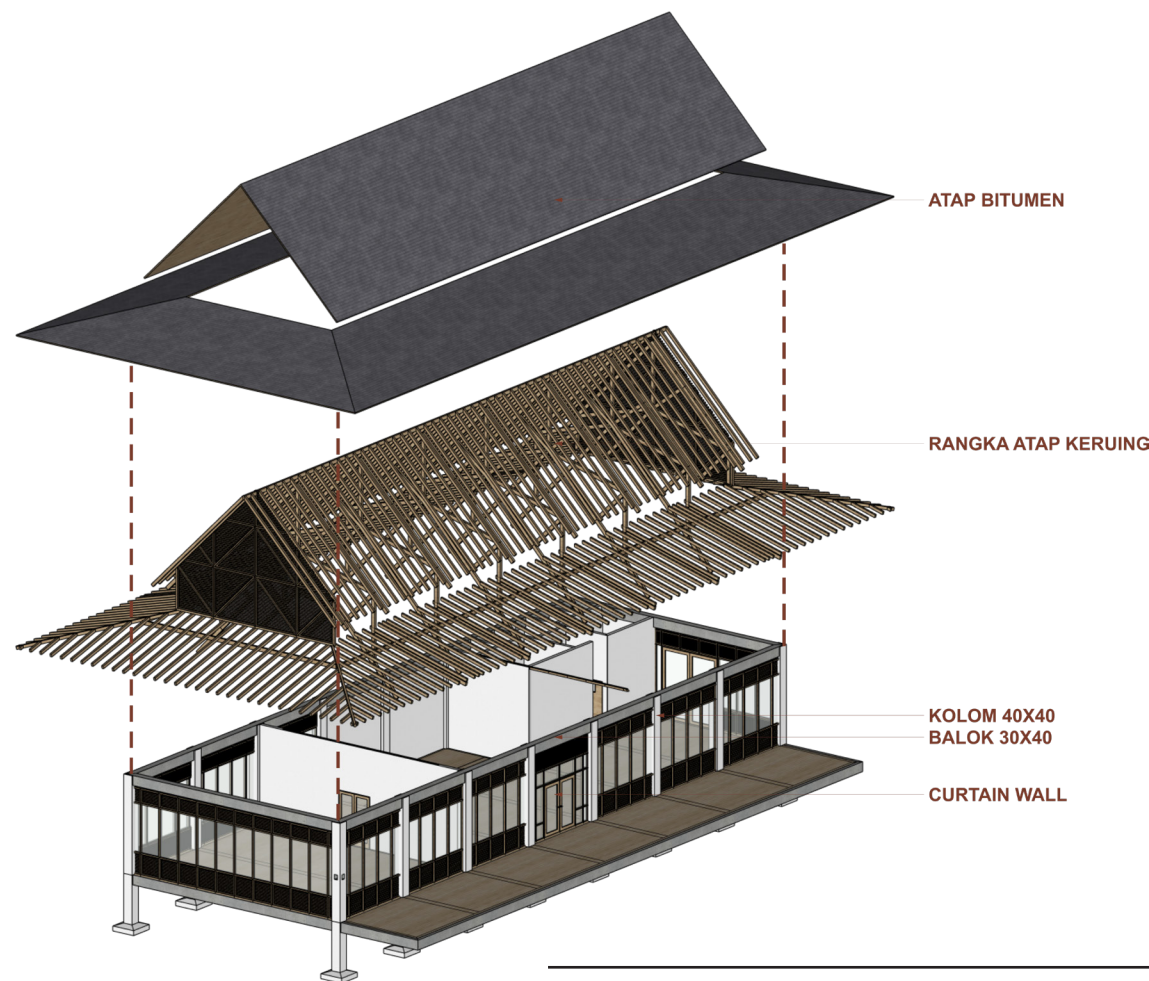 ATAP BITUMEN
RANGKA ATAP KERUING
KOLOM 40X40
BALOK 30X40
CURTAIN WALL